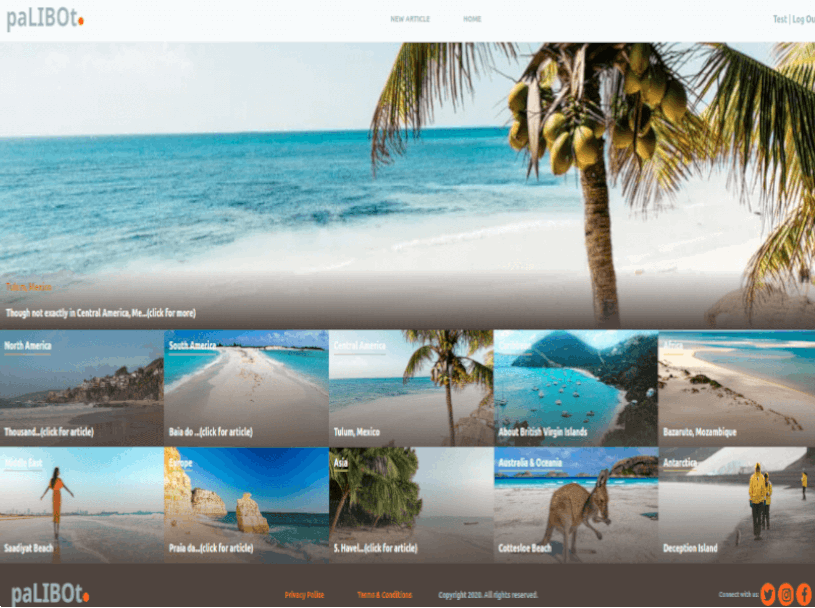 paLIBOt.
NEW ARTICLE
HOME
Test | Log Ou
Tulum Mexico
Though not exactly in Central America, Me...(click for more)
North America
South America
Central America
Africa
Thousand...(click for article)
Baia do ...(click for article)
Tulum, Mexico
About British Virgin Islands
Bazaruto, Mozambique
Middle East
Europe
Asia
Australia & Oceania
Antarctica
Saadiyat Beach
Praia da...(click for article)
S. Havel...(click for article)
Cottesloe Beach
Deception Island
paLIBOt.
Privacy Police
Terms & Conditions
Copyright 2020. All rights reserved.
Connect with us: